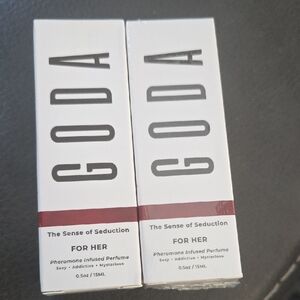 GODA
The Sense of Seduction
FOR HER
Pheromone Infused Perfume
Sexy • Addictive • Mysterious
0.5oz / 15ML
GODA
The Sense of Seduction
FOR HER
Pheromone Infused Perfume
Sexy • Addictive • Mysterious
0.5oz / 15ML